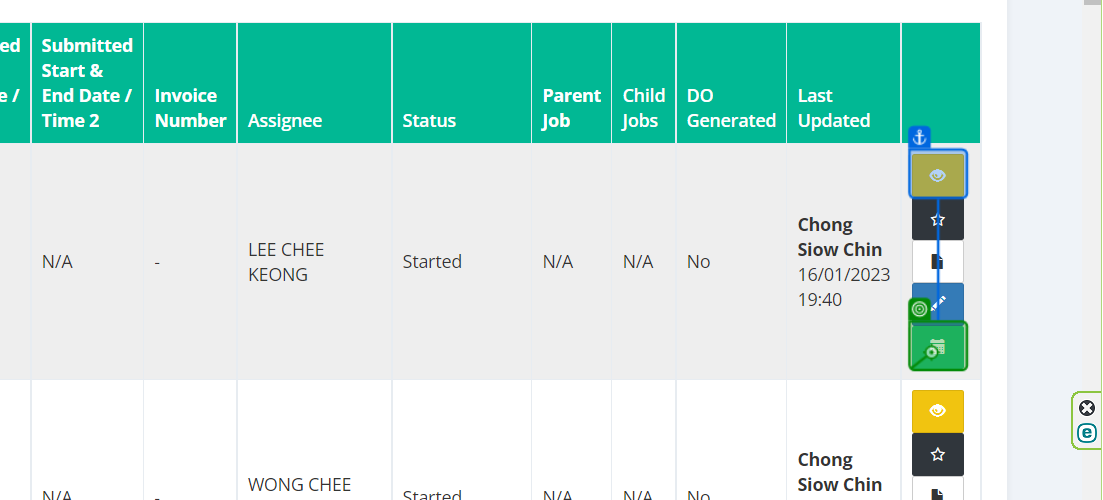 ed
e /
Submitted
Start &
End Date /
Time 2
Invoice
Number
Assignee
Status
Parent
Job
Child
Jobs
DO
Generated
Last
Updated
N/A
-
LEE CHEE
KEONG
Started
N/A
N/A
No
Chong
Siow Chin
16/01/2023
19:40
N/A
-
WONG CHEE
Started
N/A
N/A
No
Chong
Siow Chin
e